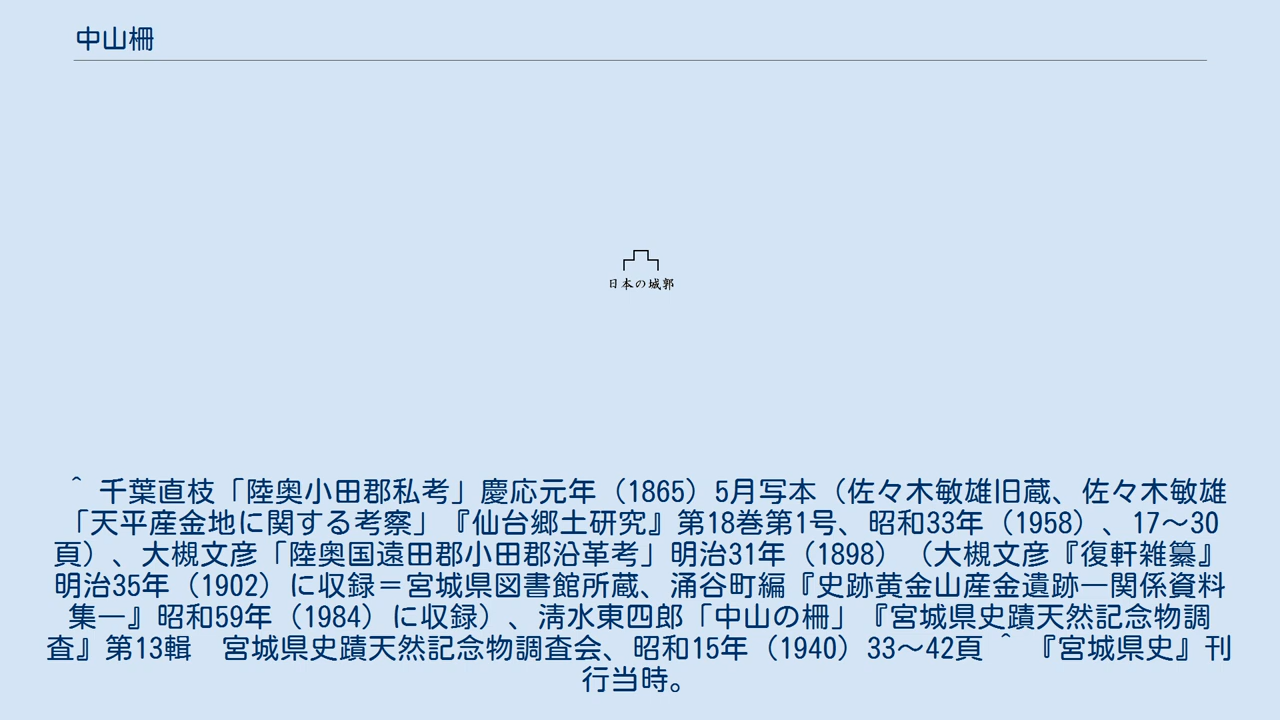 中山柵
日本の城郭
＾ 千葉直枝「陸奥小田郡私考」慶応元年（1865）5月写本（佐々木敏雄旧蔵、佐々木敏雄
「天平産金地に関する考察」『仙台郷土研究』第18巻第1号、昭和33年（1958）、17〜30
頁）、大槻文彦「陸奥国遠田郡小田郡沿革考」明治31年（1898）（大槻文彦『復軒雑纂』
明治35年（1902）に収録＝宮城県図書館所蔵、涌谷町編『史跡黄金山産金遺跡―関係資料
集―』昭和59年（1984）に収録）、淸水東四郎「中山の柵」『宮城県史蹟天然記念物調
査』第13輯　宮城県史蹟天然記念物調査会、昭和15年（1940）33〜42頁 ＾ 『宮城県史』刊
行当時。